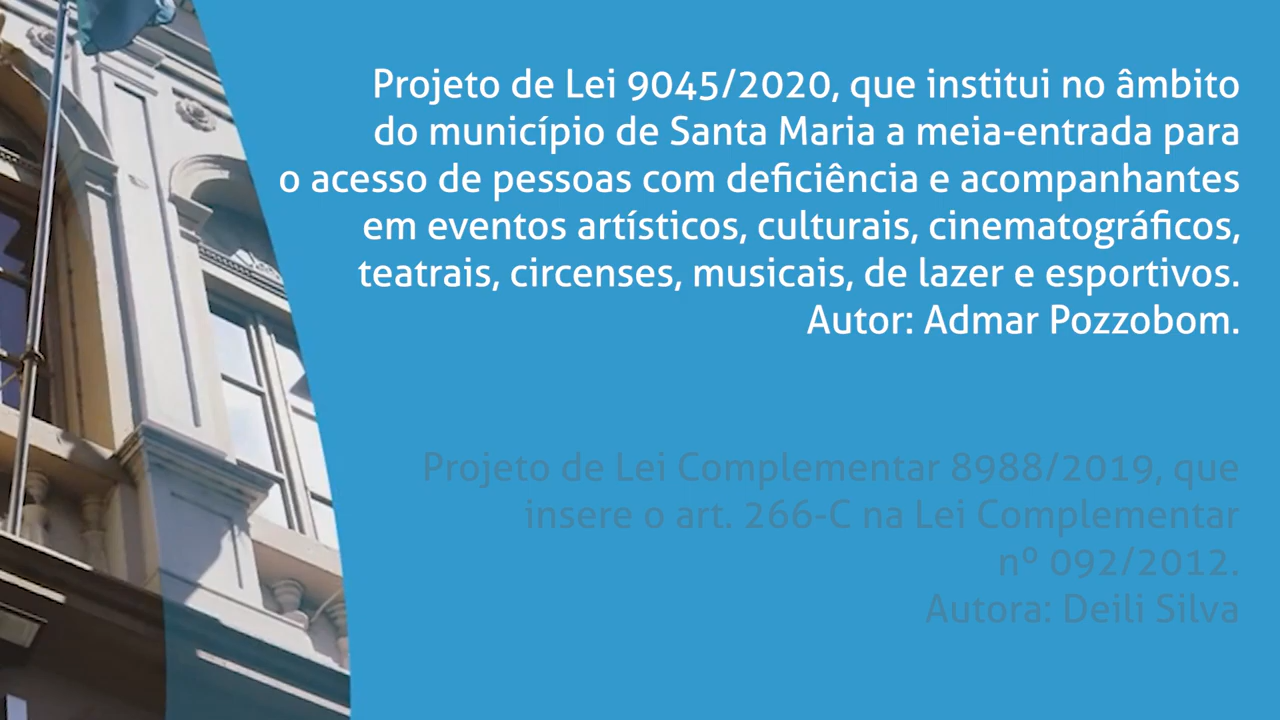 Projeto de Lei 9045/2020, que institui no âmbito
do município de Santa Maria a meia-entrada para
o acesso de pessoas com deficiência e acompanhantes
em eventos artísticos, culturais, cinematográficos,
teatrais, circenses, musicais, de lazer e esportivos.
Autor: Admar Pozzobom.
Projeto de Lei Complementar 8988/2019, que
insere o art. 266-C na Lei Complementar
nº 092/2012.
Autora: Deili Silva